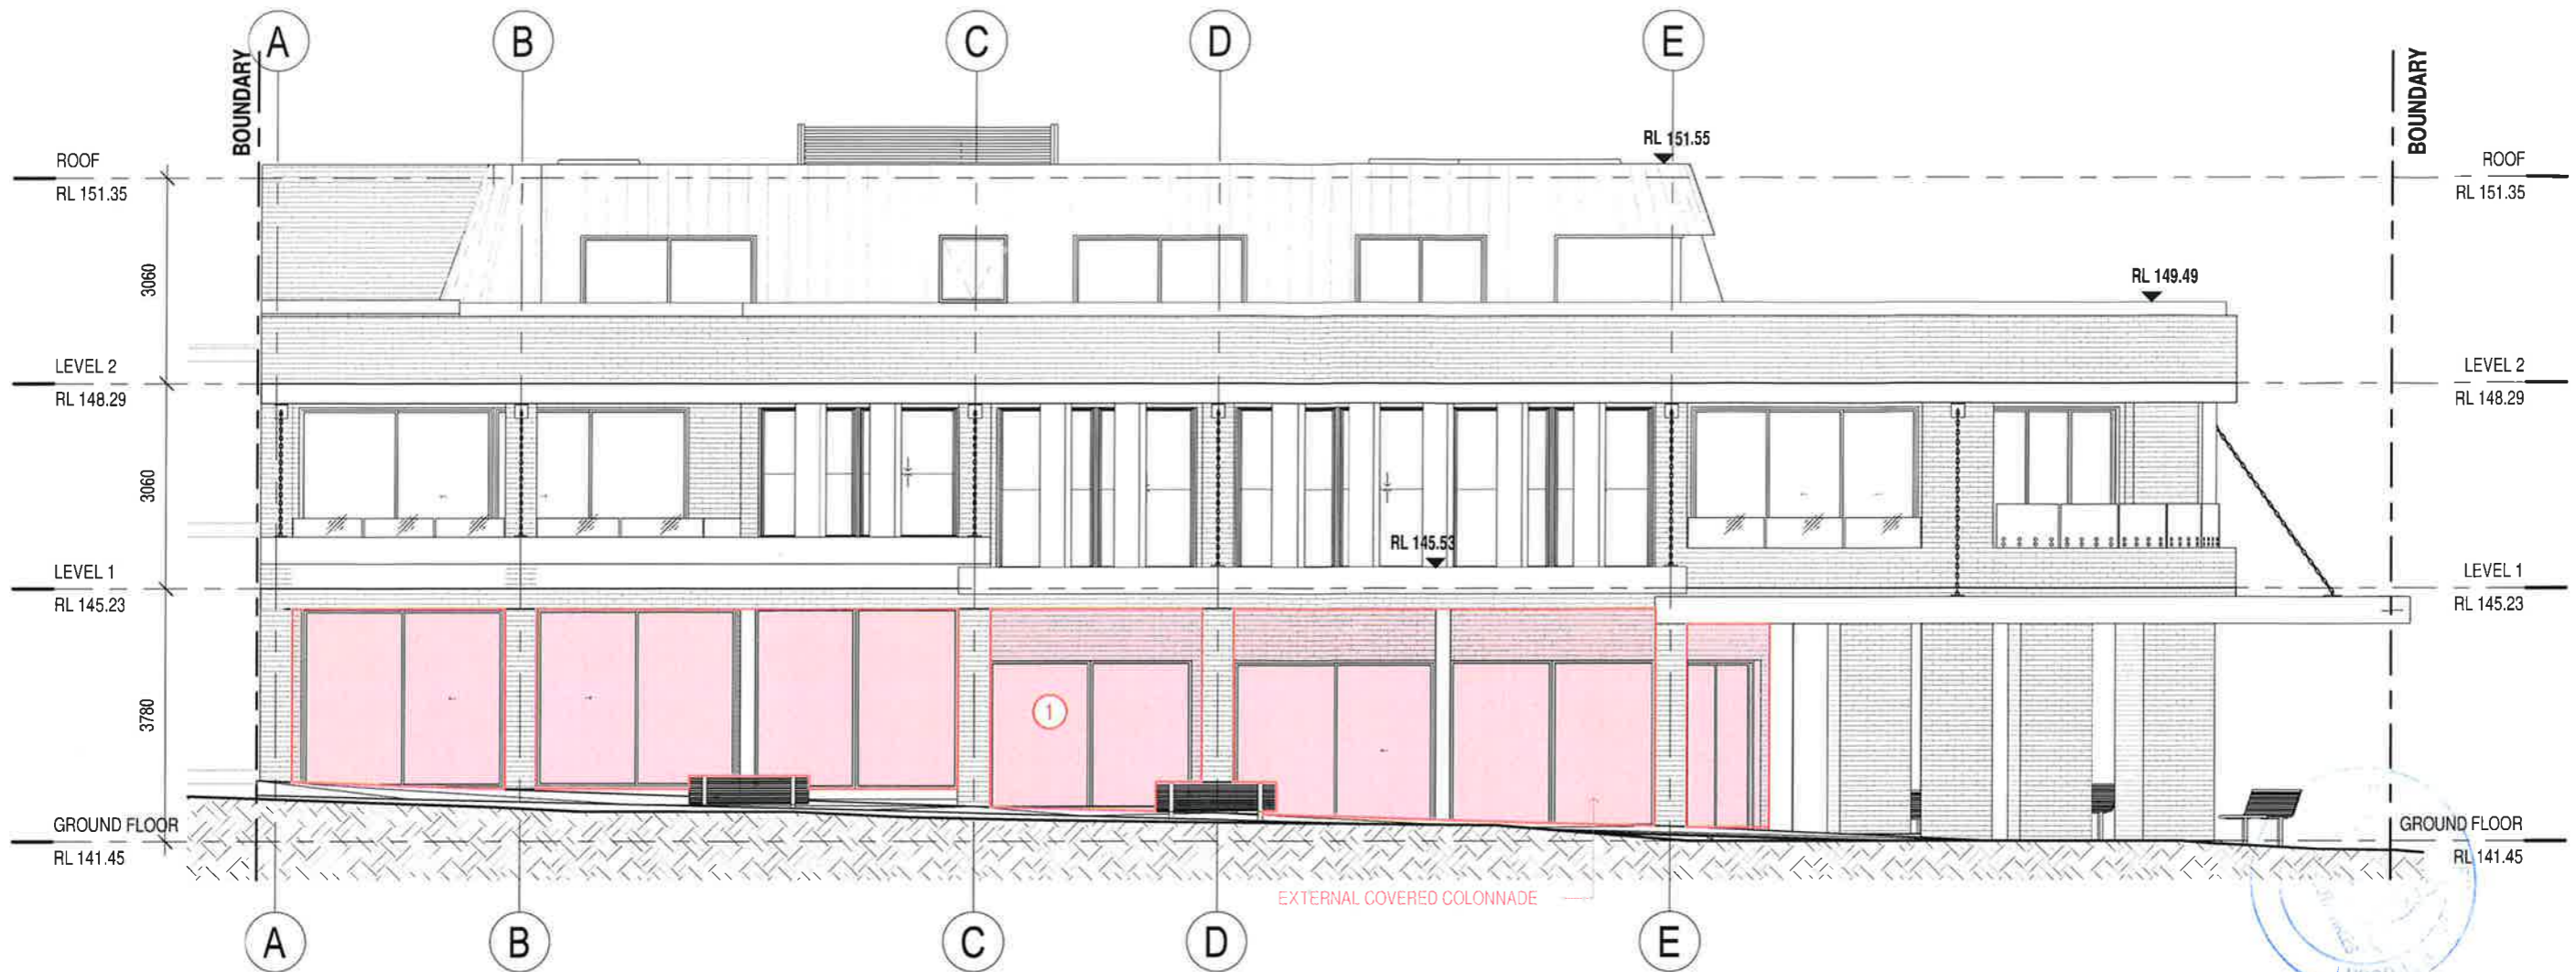 A
B
C
D
E
BOUNDARY
BOUNDARY
RL 151.55
ROOF
RL 151.35
ROOF
RL 151.35
3060
RL 149.49
LEVEL 2
RL 148.29
LEVEL 2
RL 148.29
3060
RL 145.53
LEVEL 1
RL 145.23
LEVEL 1
RL 145.23
3780
1
GROUND FLOOR
RL 141.45
GROUND FLOOR
RL 141.45
EXTERNAL COVERED COLONNADE
A
B
C
D
E